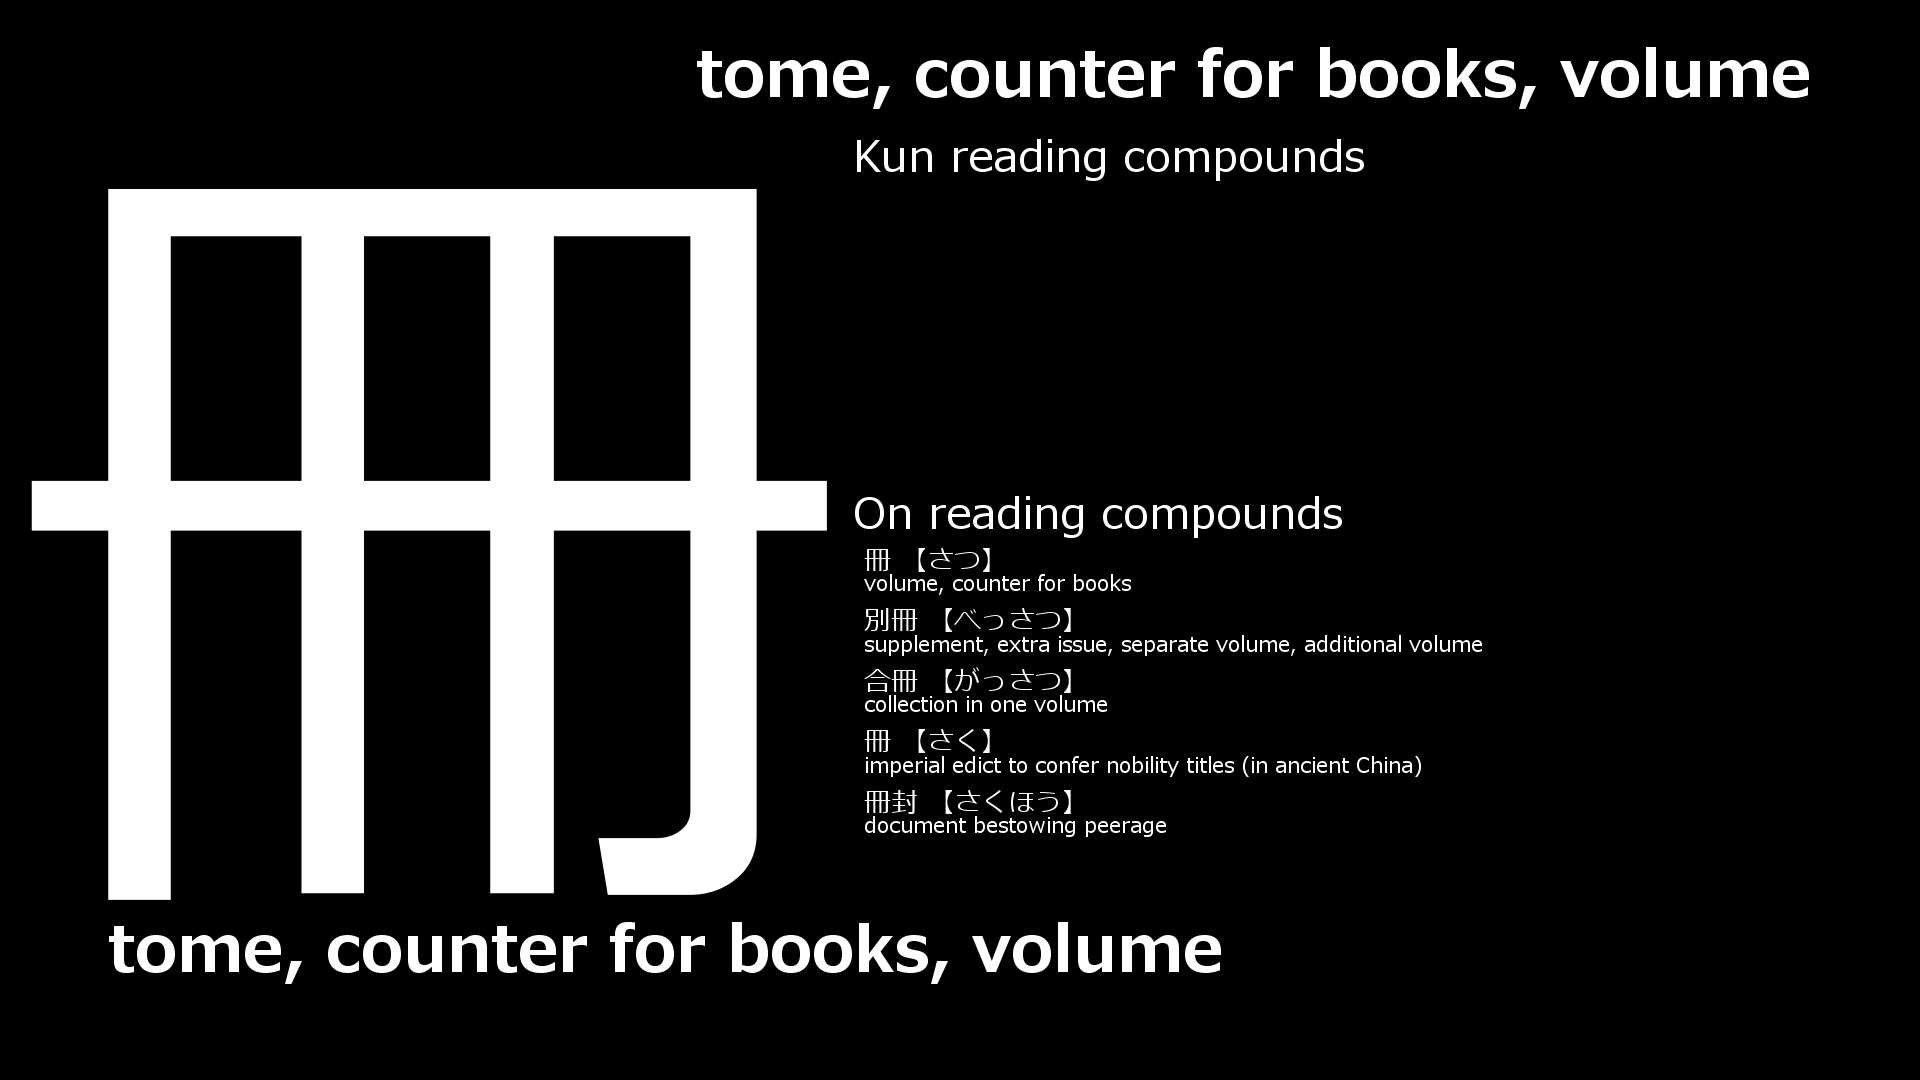 tome, counter for books, volume
Kun reading compounds
冊
On reading compounds
冊 【さつ】
volume, counter for books
別冊 【べっさつ】
supplement, extra issue, separate volume, additional volume
合冊 【がっさつ】
collection in one volume
冊 【さく】
imperial edict to confer nobility titles (in ancient China)
冊封 【さくほう】
document bestowing peerage
tome, counter for books, volume